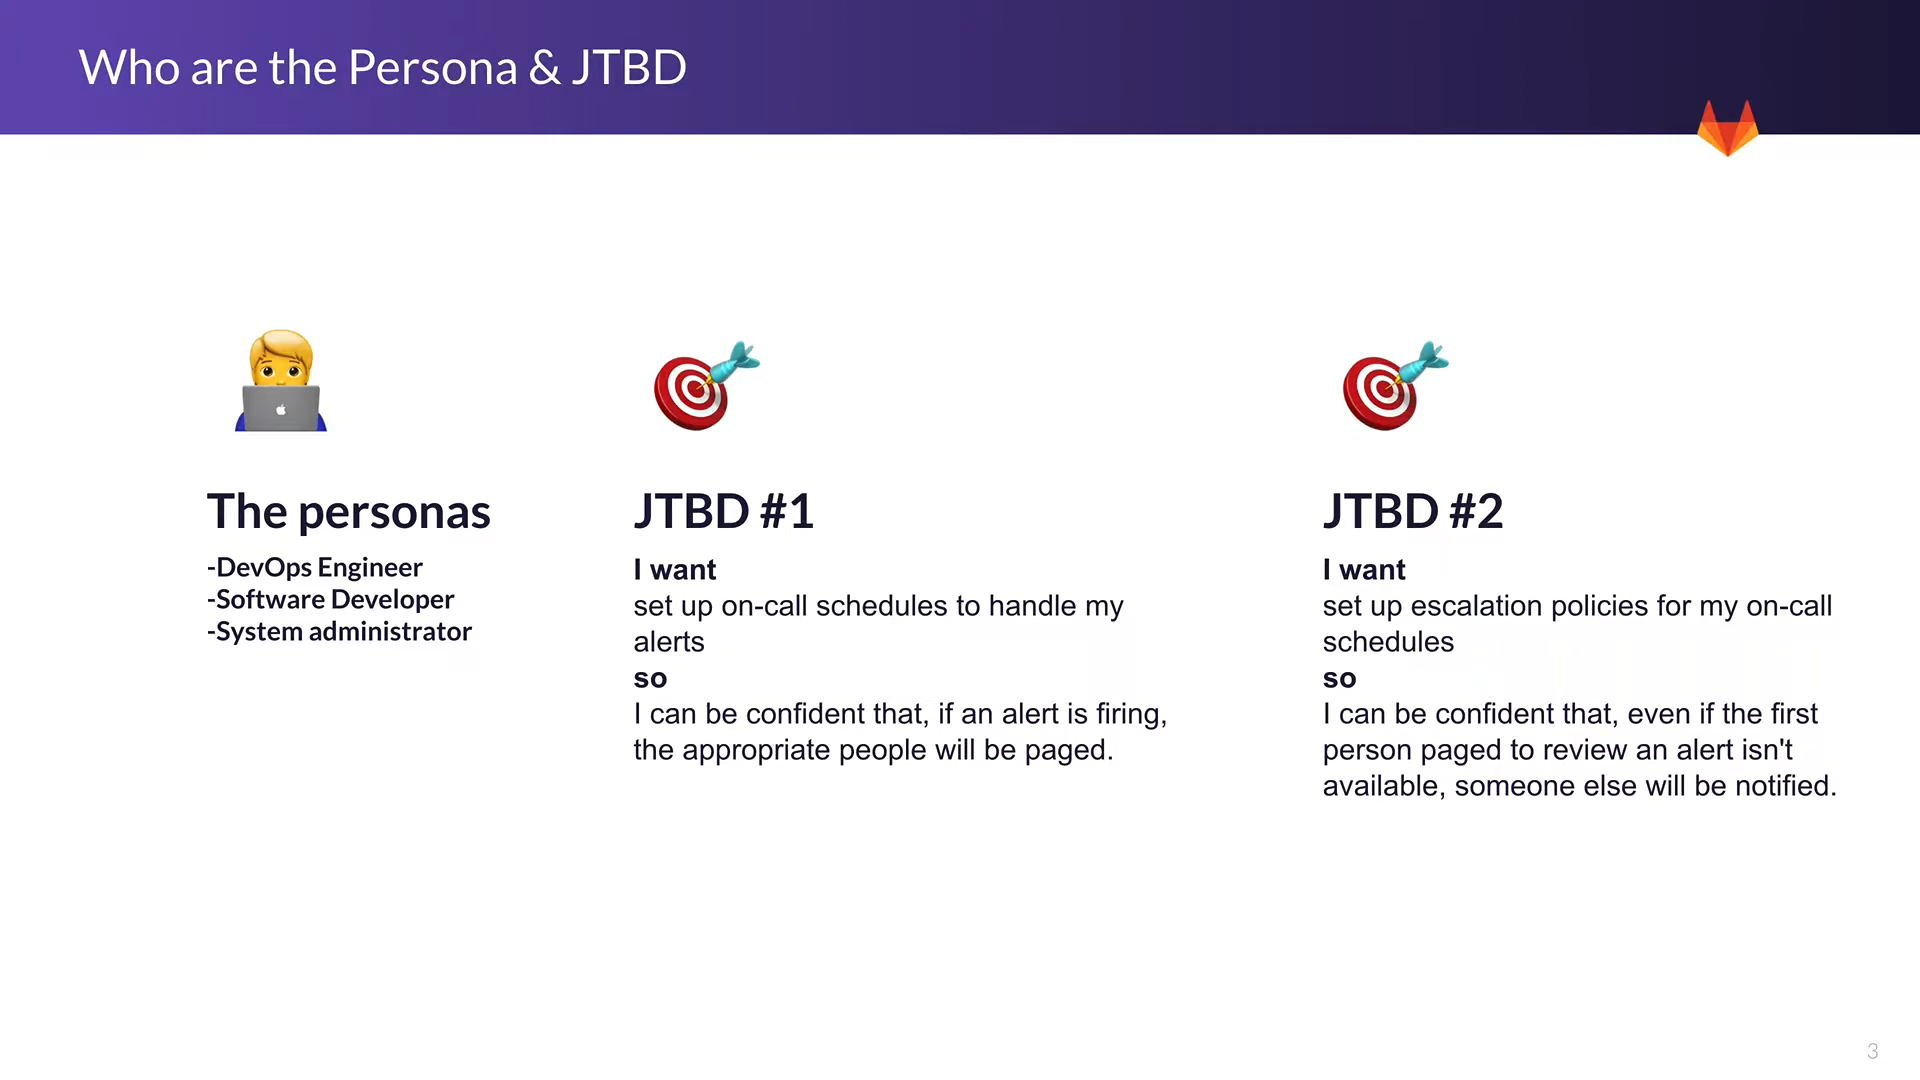 Who are the Persona & JTBD
The personas
-DevOps Engineer
-Software Developer
-System administrator
JTBD #1
I want
set up on-call schedules to handle my
alerts
so
I can be confident that, if an alert is firing,
the appropriate people will be paged.
JTBD #2
I want
set up escalation policies for my on-call
schedules
so
I can be confident that, even if the first
person paged to review an alert isn't
available, someone else will be notified.
3